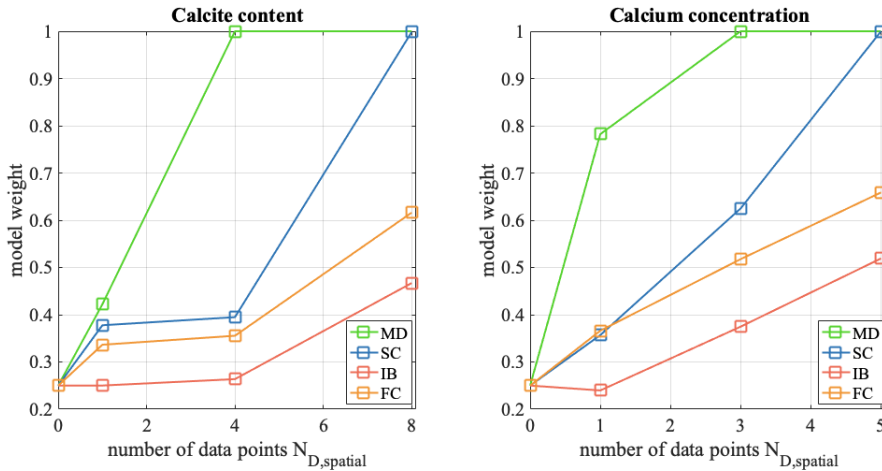 Calcite content
1
0.9
0.8
0.7
0.6
0.5
0.4
0.3
0.2
model weight
0 2 4 6 8
number of data points N_D,spatial
MD
SC
IB
FC
Calcium concentration
1
0.9
0.8
0.7
0.6
0.5
0.4
0.3
0.2
model weight
0 1 2 3 4 5
number of data points N_D,spatial
MD
SC
IB
FC